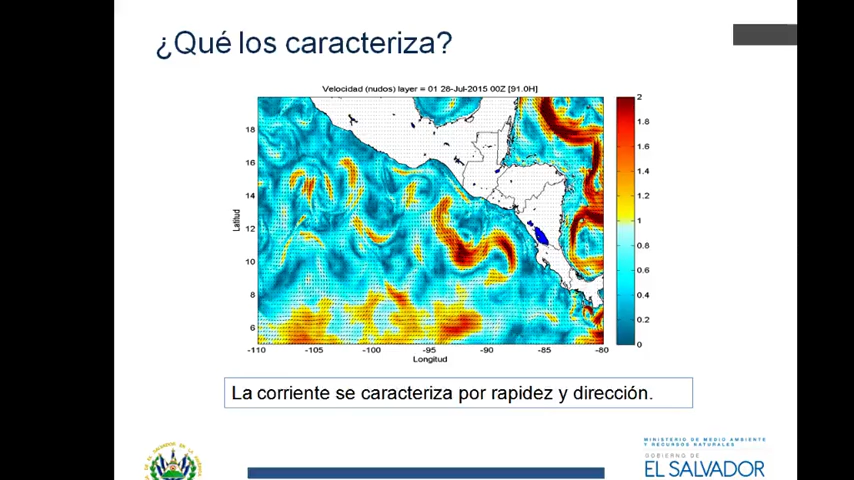 ¿Qué los caracteriza?
Velocidad (nudos) layer = 01 28-Jul-2015 00Z [91.0H]
2
1.8
1.6
1.4
1.2
1
0.8
0.6
0.4
0.2
0
Latitud
18
16
14
12
10
8
6
-110
-105
-100
-95
-90
-85
-80
Longitud
La corriente se caracteriza por rapidez y dirección.
MINISTERIO DE MEDIO AMBIENTE
Y RECURSOS NATURALES
GOBIERNO DE
EL SALVADOR